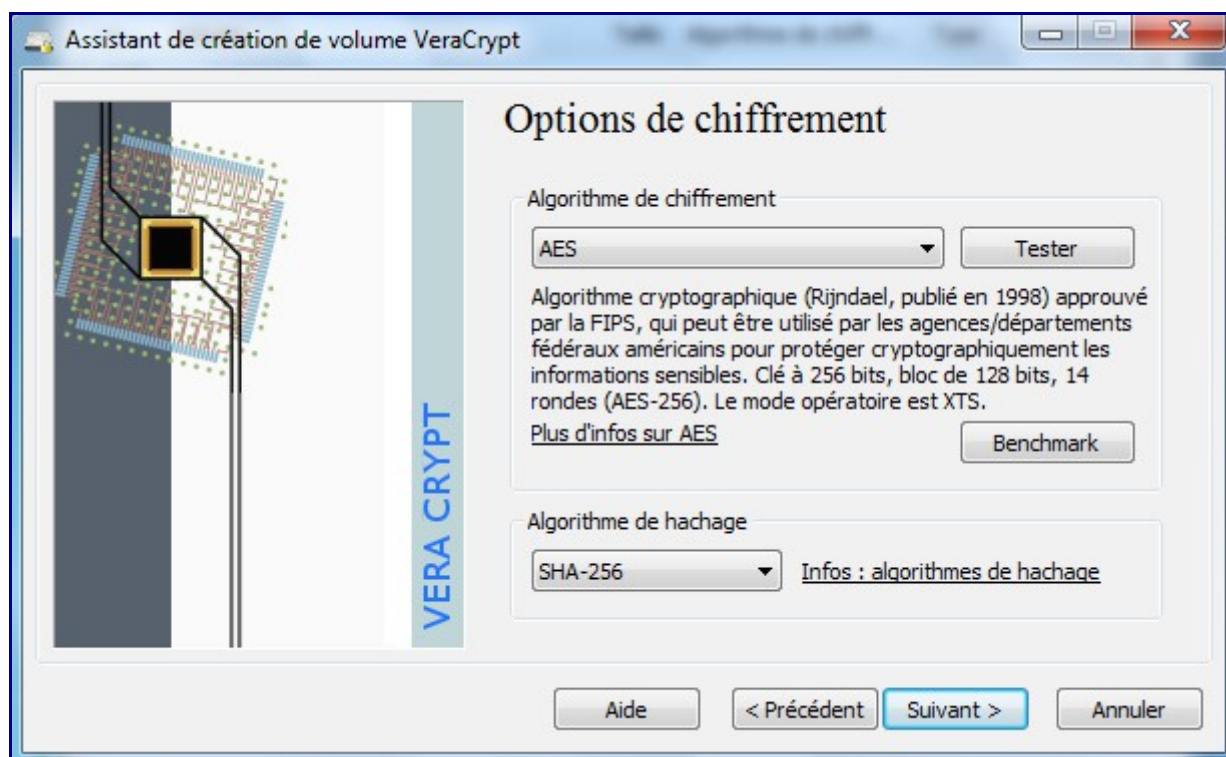 Assistant de création de volume VeraCrypt
Options de chiffrement
Algorithme de chiffrement
AES
Tester
Algorithme cryptographique (Rijndael, publié en 1998) approuvé
par la FIPS, qui peut être utilisé par les agences/départements
fédéraux américains pour protéger cryptographiquement les
informations sensibles. Clé à 256 bits, bloc de 128 bits, 14
rondes (AES-256). Le mode opératoire est XTS.
Plus d'infos sur AES
Benchmark
Algorithme de hachage
SHA-256
Infos : algorithmes de hachage
VERA CRYPT
Aide
< Précédent
Suivant >
Annuler